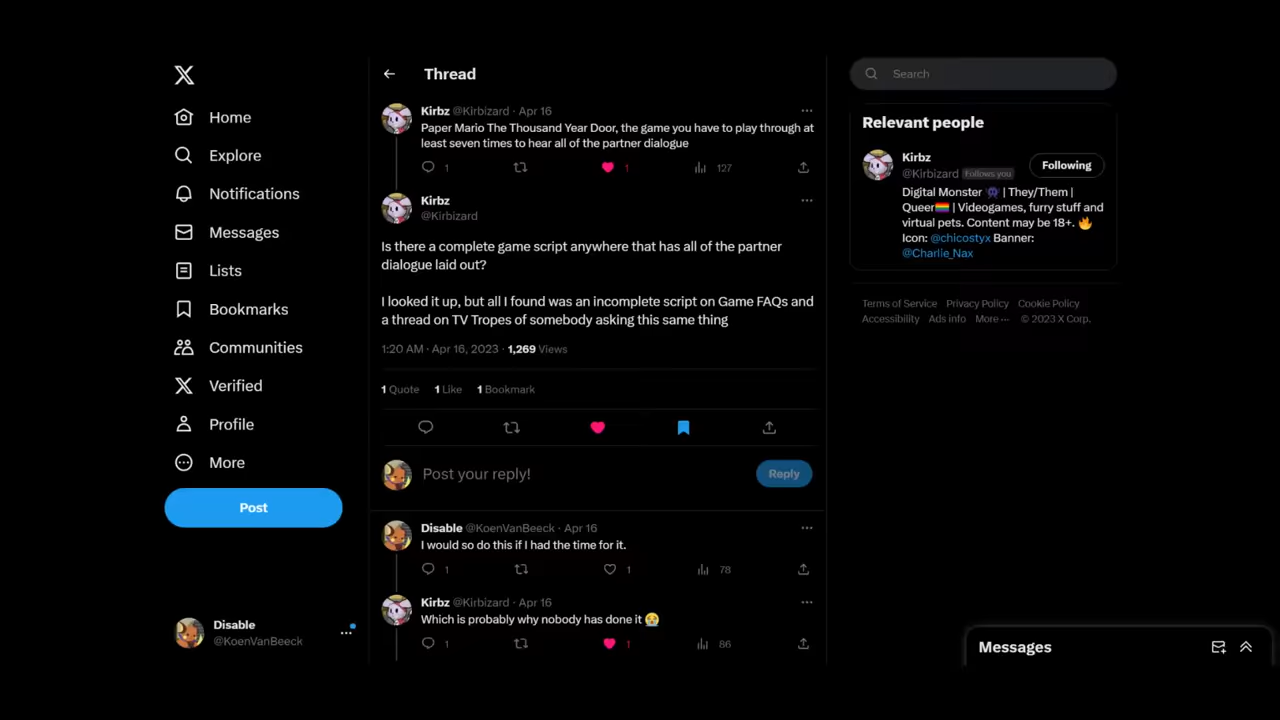 Home
Explore
Notifications
Messages
Lists
Bookmarks
Communities
Verified
Profile
More
Post
Disable
@KoenVanBeeck
Thread
Kirbz @Kirbizard · Apr 16
Paper Mario The Thousand Year Door, the game you have to play through at
least seven times to hear all of the partner dialogue
1 1 127
Kirbz
@Kirbizard
Is there a complete game script anywhere that has all of the partner
dialogue laid out?
I looked it up, but all I found was an incomplete script on Game FAQs and
a thread on TV Tropes of somebody asking this same thing
1:20 AM · Apr 16, 2023 · 1,269 Views
1 Quote 1 Like 1 Bookmark
Post your reply!
Reply
Disable @KoenVanBeeck · Apr 16
I would so do this if I had the time for it.
1 1 78
Kirbz @Kirbizard · Apr 16
Which is probably why nobody has done it 😭
1 1 86
Search
Relevant people
Kirbz
@Kirbizard Follows you
Following
Digital Monster 👾 | They/Them |
Queer🏳️‍🌈 | Videogames, furry stuff and
virtual pets. Content may be 18+. 🔥
Icon: @chicostyx Banner:
@Charlie_Nax
Terms of Service Privacy Policy Cookie Policy
Accessibility Ads info More ··· © 2023 X Corp.
Messages